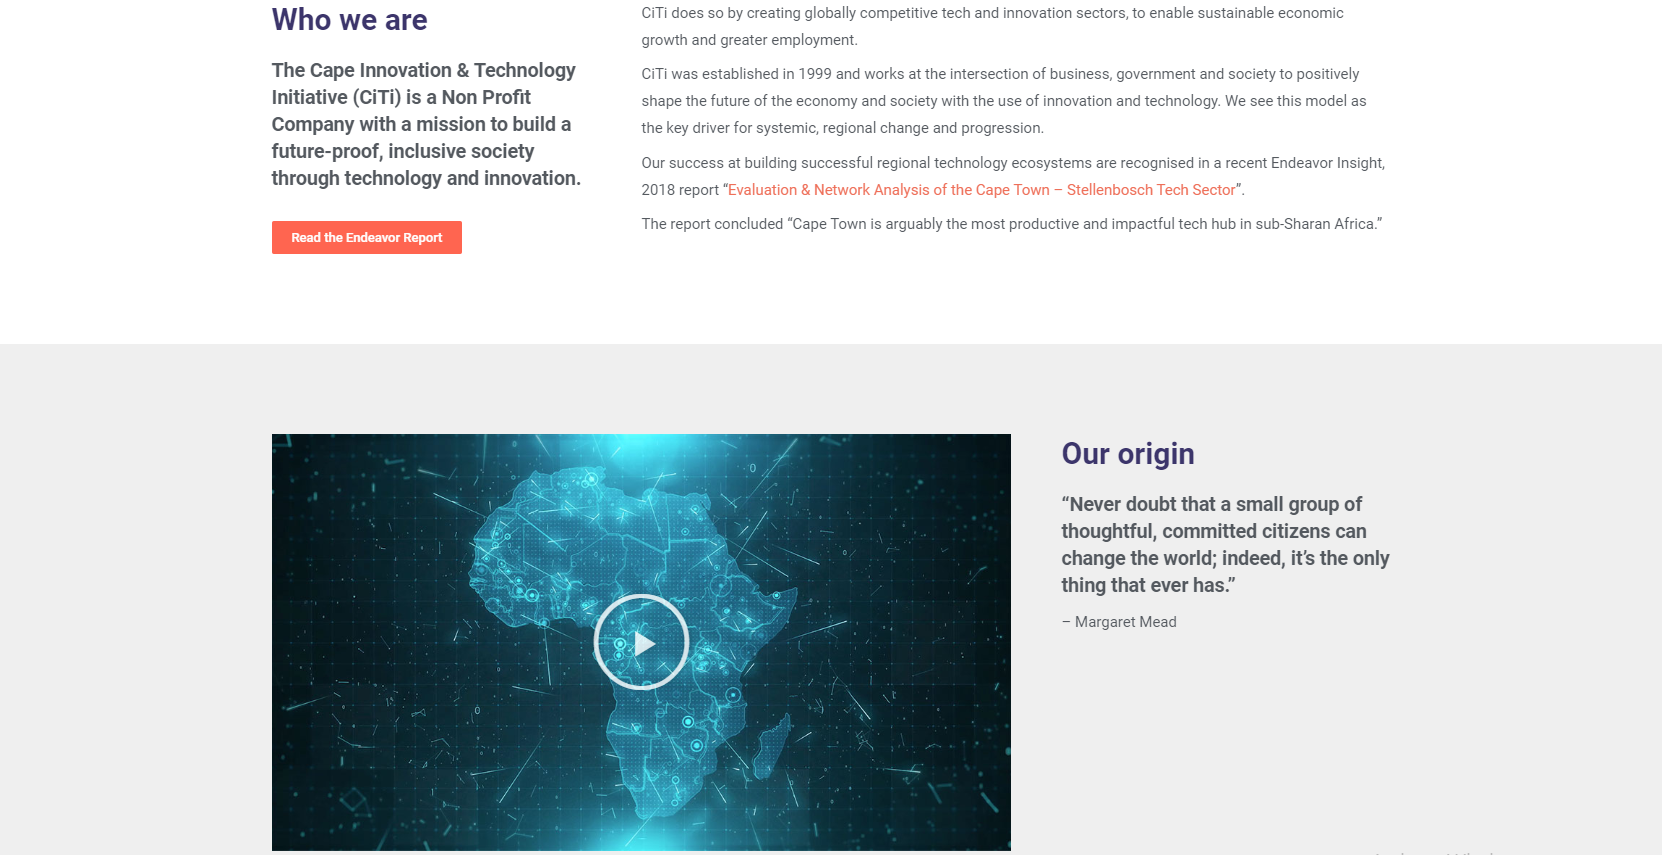 Who we are
The Cape Innovation & Technology
Initiative (CiTi) is a Non Profit
Company with a mission to build a
future-proof, inclusive society
through technology and innovation.
Read the Endeavor Report
CiTi does so by creating globally competitive tech and innovation sectors, to enable sustainable economic
growth and greater employment.
CiTi was established in 1999 and works at the intersection of business, government and society to positively
shape the future of the economy and society with the use of innovation and technology. We see this model as
the key driver for systemic, regional change and progression.
Our success at building successful regional technology ecosystems are recognised in a recent Endeavor Insight,
2018 report “Evaluation & Network Analysis of the Cape Town – Stellenbosch Tech Sector”.
The report concluded “Cape Town is arguably the most productive and impactful tech hub in sub-Sharan Africa.”
Our origin
“Never doubt that a small group of
thoughtful, committed citizens can
change the world; indeed, it’s the only
thing that ever has.”
– Margaret Mead